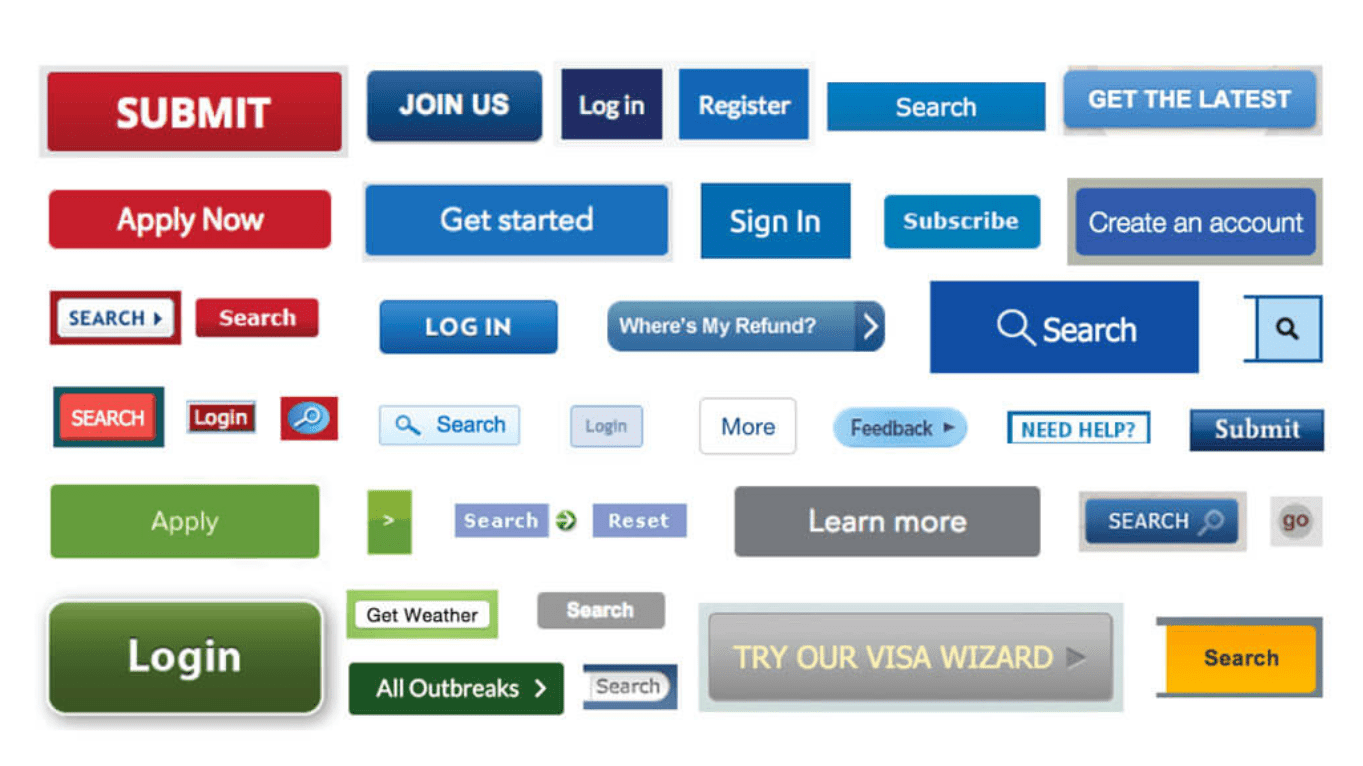 SUBMIT
JOIN US
Log in
Register
Search
GET THE LATEST
Apply Now
Get started
Sign In
Subscribe
Create an account
SEARCH
Search
LOG IN
Where's My Refund?
Search
SEARCH
Login
Search
Login
More
Feedback
NEED HELP?
Submit
Apply
>
Search
Reset
Learn more
SEARCH
go
Login
Get Weather
Search
All Outbreaks
Search
TRY OUR VISA WIZARD
Search